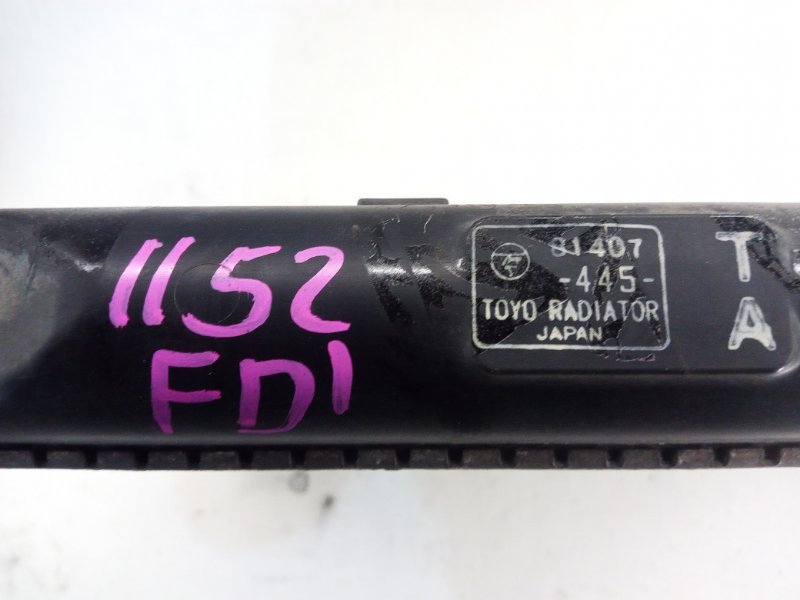 1152
FD1
81407
-445-
TOYO RADIATOR
JAPAN
T
A